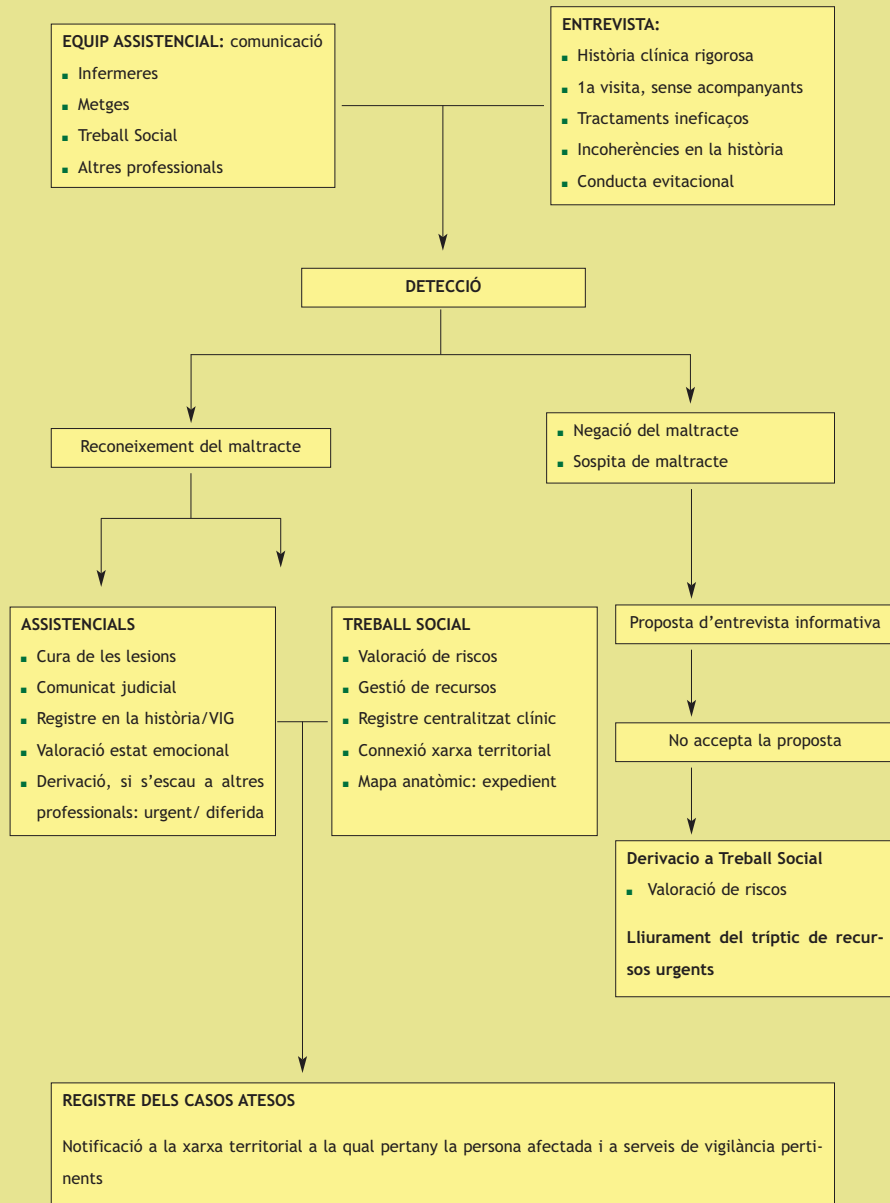 EQUIP ASSISTENCIAL: comunicació
▪ Infermeres
▪ Metges
▪ Treball Social
▪ Altres professionals
ENTREVISTA:
▪ Història clínica rigorosa
▪ 1a visita, sense acompanyants
▪ Tractaments ineficaços
▪ Incoherències en la història
▪ Conducta evitacional
DETECCIÓ
Reconeixement del maltracte
▪ Negació del maltracte
▪ Sospita de maltracte
ASSISTENCIALS
▪ Cura de les lesions
▪ Comunicat judicial
▪ Registre en la història/VIG
▪ Valoració estat emocional
▪ Derivació, si s'escau a altres
professionals: urgent/ diferida
TREBALL SOCIAL
▪ Valoració de riscos
▪ Gestió de recursos
▪ Registre centralitzat clínic
▪ Connexió xarxa territorial
▪ Mapa anatòmic: expedient
Proposta d'entrevista informativa
No accepta la proposta
Derivacio a Treball Social
▪ Valoració de riscos
Lliurament del tríptic de recur-
sos urgents
REGISTRE DELS CASOS ATESOS
Notificació a la xarxa territorial a la qual pertany la persona afectada i a serveis de vigilància perti-
nents